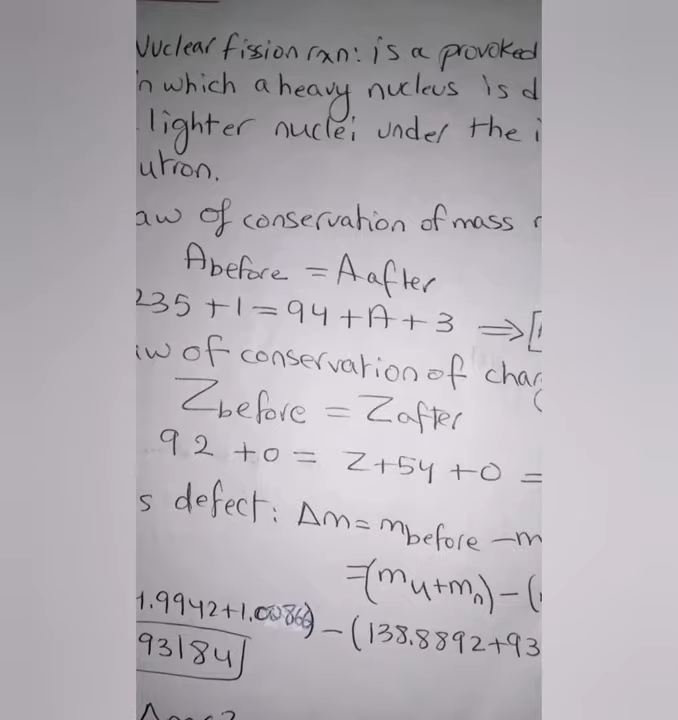 Nuclear fission rxn: is a provoked
n which a heavy nucleus is d
lighter nuclei under the i
utron.
aw of conservation of mass
Abefore = Aafter
235 + 1 = 94 + A + 3 ⇒ [
aw of conservation of char
Zbefore = Zafter
92 + 0 = Z + 54 + 0 =
s defect: Δm = mbefore - m
= (mu + mn) - (
1.9942 + 1.00866) - (138.8892 + 93
93184